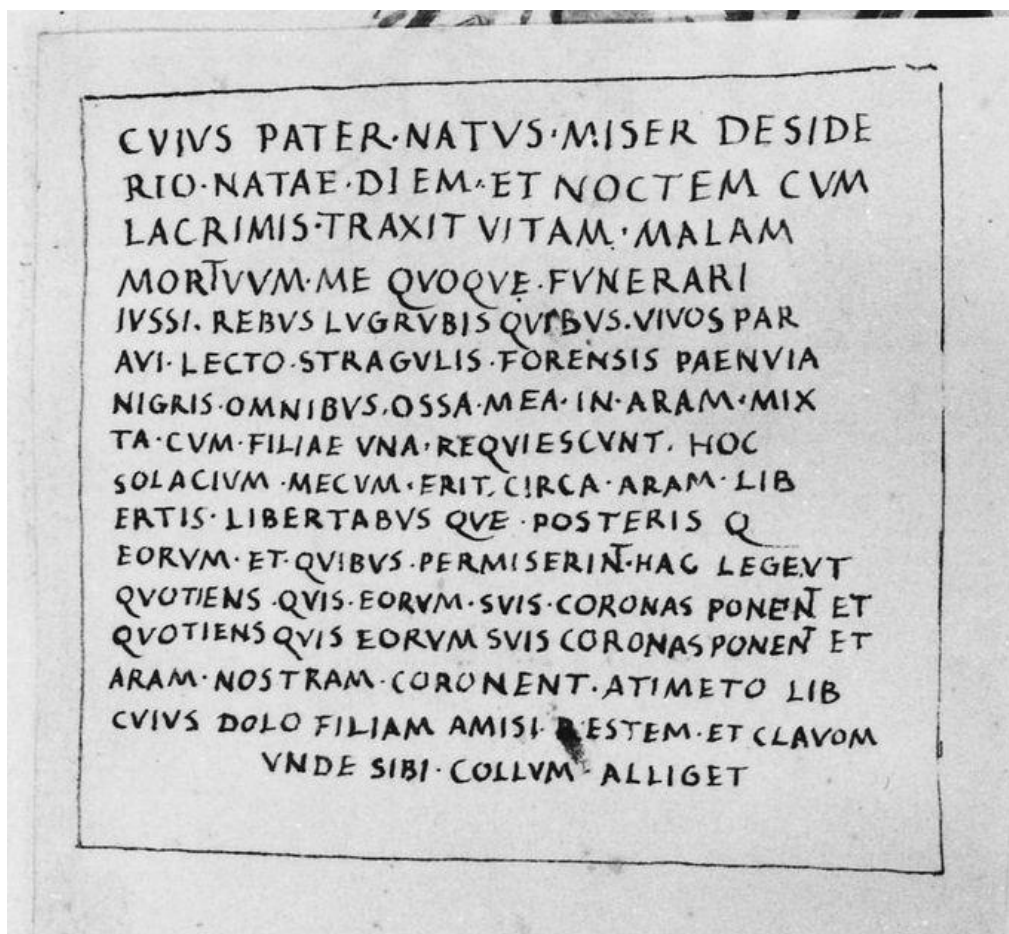 CVIVS PATER·NATVS·MISER DESIDE
RIO·NATAE·DIEM·ET NOCTEM CVM
LACRIMIS·TRAXIT VITAM·MALAM
MORTVVM·ME QVOQVE·FVNERARI
IVSSI·REBVS LVGRVBIS QVIBVS·VIVOS PAR
AVI·LECTO·STRAGVLIS·FORENSIS PAENVIA
NIGRIS·OMNIBVS·OSSA·MEA·IN·ARAM·MIX
TA·CVM·FILIAE VNA·REQVIESCVNT·HOC
SOLACIVM·MECVM·ERIT·CIRCA·ARAM·LIB
ERTIS·LIBERTABVS QVE·POSTERIS Q
EORVM·ET·QVIBVS·PERMISERINT·HAC LEGE·VT
QVOTIENS·QVIS·EORVM·SVIS·CORONAS PONENT ET
QVOTIENS QVIS EORVM SVIS CORONAS PONENT ET
ARAM·NOSTRAM·CORONENT·ATIMETO LIB
CVIVS DOLO FILIAM AMISI·RESTEM·ET CLAVOM
VNDE SIBI·COLLVM·ALLIGET